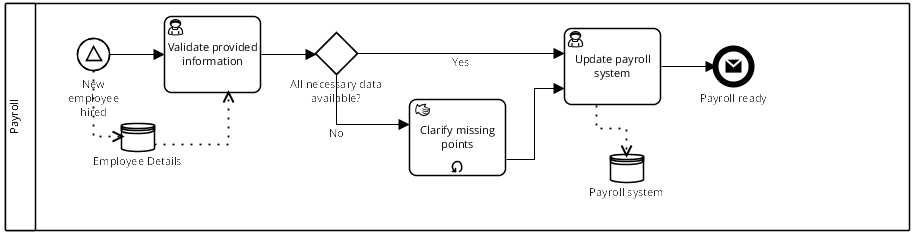 Payroll
New
employee
hired
Employee Details
Validate provided
information
All necessary data
available?
Yes
No
Clarify missing
points
Update payroll
system
Payroll system
Payroll ready